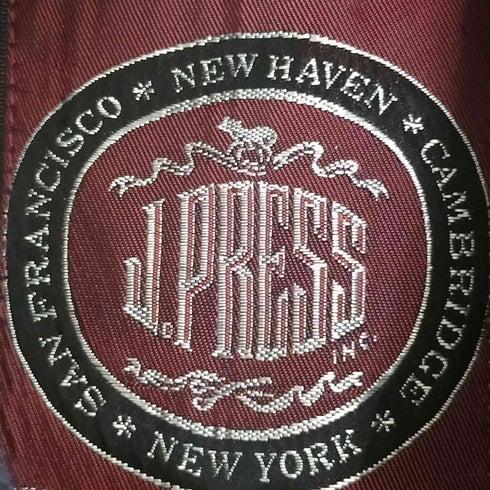 SAN FRANCISCO * NEW HAVEN * CAMBRIDGE * NEW YORK *
J. PRESS
INC.